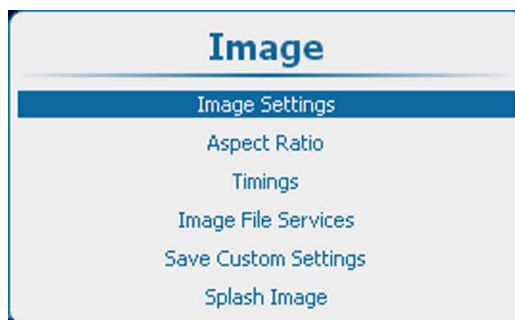 Image
Image Settings
Aspect Ratio
Timings
Image File Services
Save Custom Settings
Splash Image